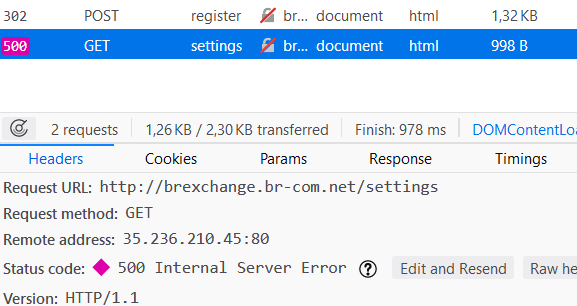 302 POST register br... document html 1,32 KB
500 GET settings br... document html 998 B
2 requests 1,26 KB / 2,30 KB transferred Finish: 978 ms DOMContentLoa
Headers Cookies Params Response Timings
Request URL: http://brexchange.br-com.net/settings
Request method: GET
Remote address: 35.236.210.45:80
Status code: 500 Internal Server Error ? Edit and Resend Raw he
Version: HTTP/1.1